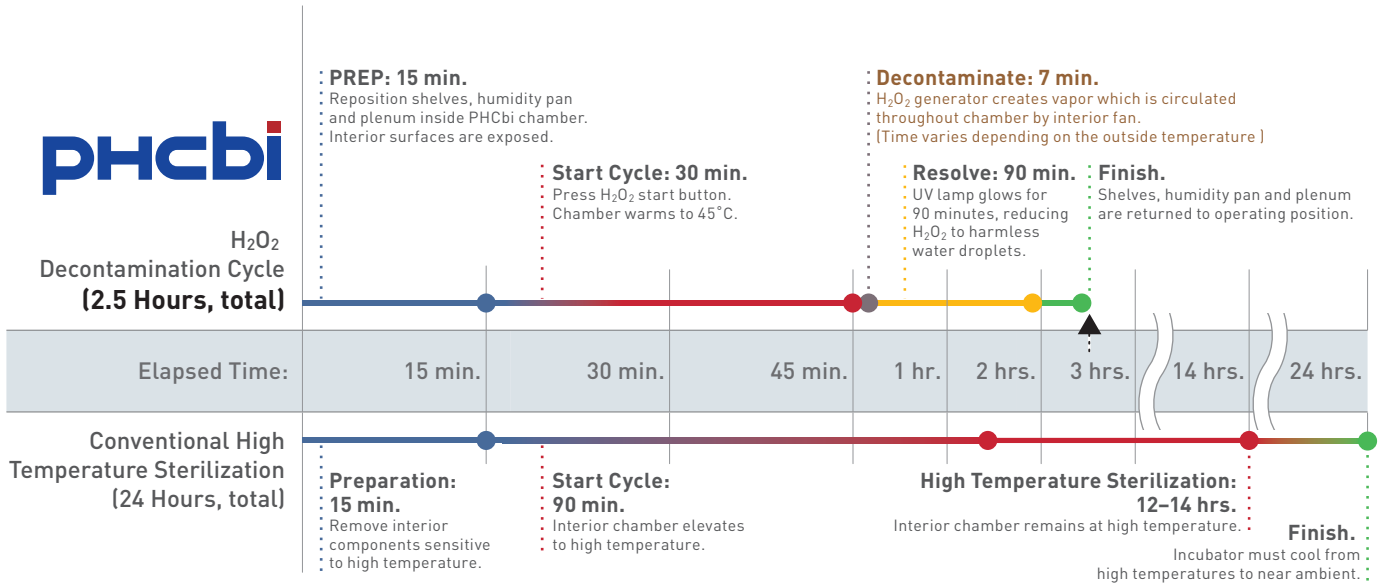 PREP: 15 min.
Reposition shelves, humidity pan
and plenum inside PHCbi chamber.
Interior surfaces are exposed.
Decontaminate: 7 min.
H₂O₂ generator creates vapor which is circulated
throughout chamber by interior fan.
(Time varies depending on the outside temperature )
phcbi
Start Cycle: 30 min.
Press H₂O₂ start button.
Chamber warms to 45˚C.
Resolve: 90 min.
UV lamp glows for
90 minutes, reducing
H₂O₂ to harmless
water droplets.
Finish.
Shelves, humidity pan and plenum
are returned to operating position.
H₂O₂
Decontamination Cycle
(2.5 Hours, total)
Elapsed Time: 15 min. 30 min. 45 min. 1 hr. 2 hrs. 3 hrs. 14 hrs. 24 hrs.
Conventional High
Temperature Sterilization
(24 Hours, total)
Preparation:
15 min.
Remove interior
components sensitive
to high temperature.
Start Cycle:
90 min.
Interior chamber elevates
to high temperature.
High Temperature Sterilization:
12–14 hrs.
Interior chamber remains at high temperature.
Finish.
Incubator must cool from
high temperatures to near ambient.